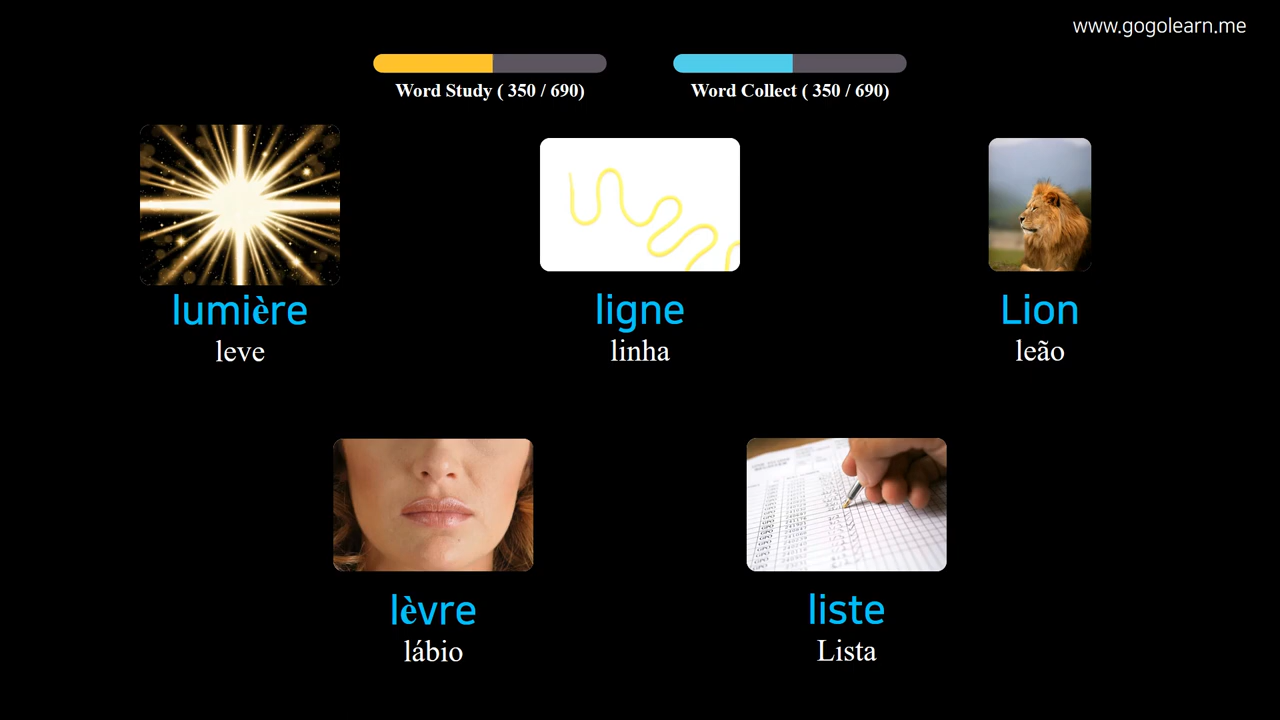 www.gogolearn.me
Word Study ( 350 / 690)
Word Collect ( 350 / 690)
lumière
leve
ligne
linha
Lion
leão
lèvre
lábio
liste
Lista